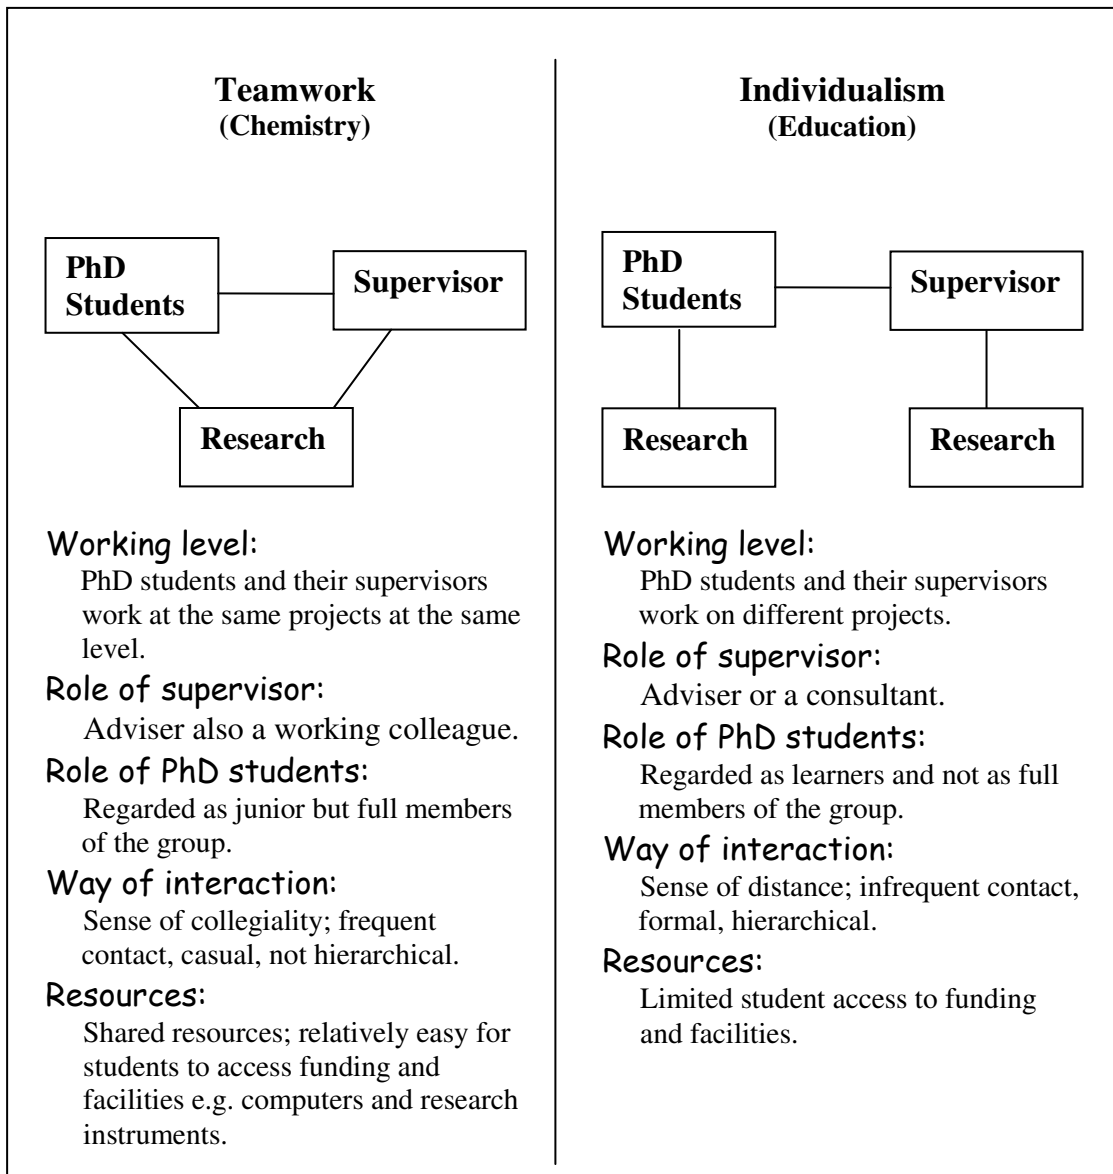 Teamwork
(Chemistry)
PhD
Students
Supervisor
Research
Working level:
PhD students and their supervisors
work at the same projects at the same
level.
Role of supervisor:
Adviser also a working colleague.
Role of PhD students:
Regarded as junior but full members
of the group.
Way of interaction:
Sense of collegiality; frequent
contact, casual, not hierarchical.
Resources:
Shared resources; relatively easy for
students to access funding and
facilities e.g. computers and research
instruments.
Individualism
(Education)
PhD
Students
Supervisor
Research
Research
Working level:
PhD students and their supervisors
work on different projects.
Role of supervisor:
Adviser or a consultant.
Role of PhD students:
Regarded as learners and not as full
members of the group.
Way of interaction:
Sense of distance; infrequent contact,
formal, hierarchical.
Resources:
Limited student access to funding
and facilities.